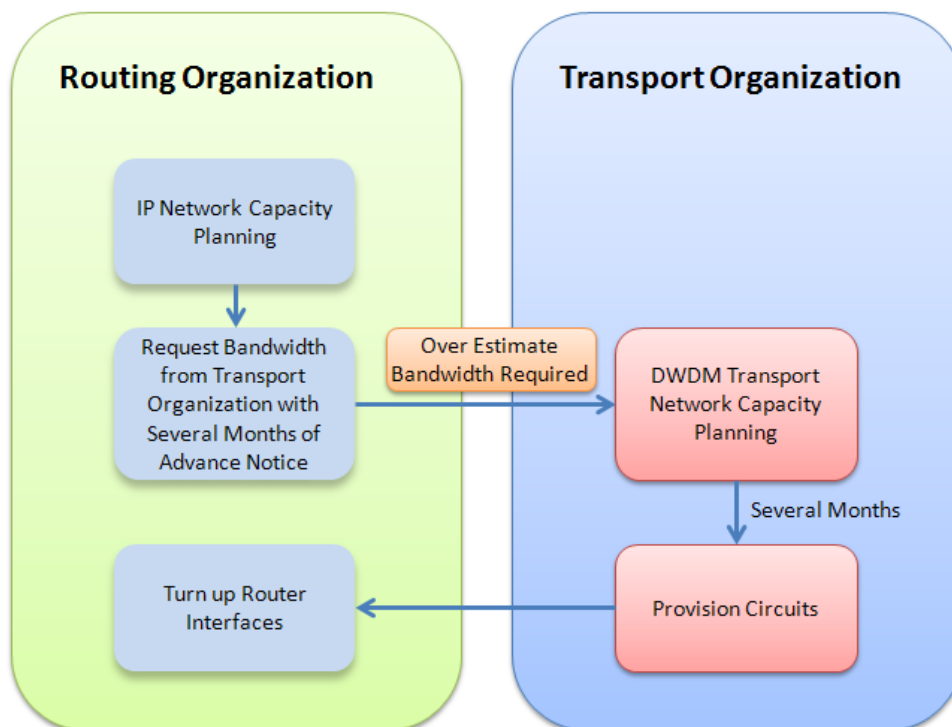 Routing Organization
Transport Organization
IP Network Capacity
Planning
Request Bandwidth
from Transport
Organization with
Several Months of
Advance Notice
Over Estimate
Bandwidth Required
DWDM Transport
Network Capacity
Planning
Several Months
Provision Circuits
Turn up Router
Interfaces